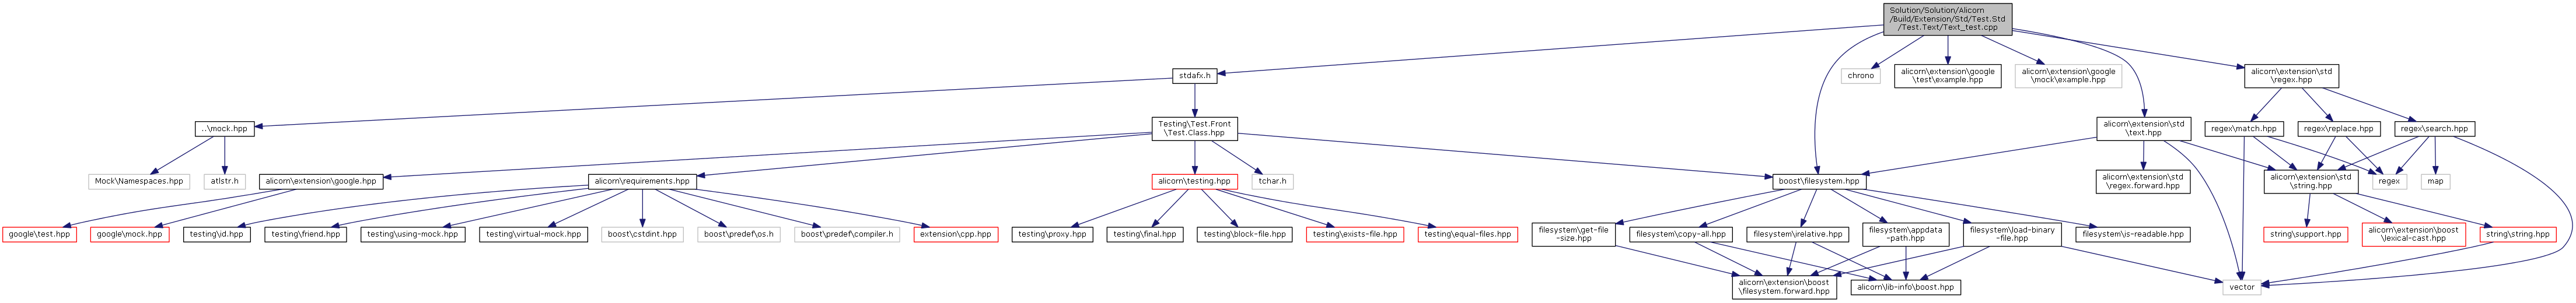 Solution/Solution/Alicorn
/Build/Extension/Std/Test.Std
/Test.Text/Text_test.cpp
stdafx.h
chrono
alicorn\extension\google
\test\example.hpp
alicorn\extension\google
\mock\example.hpp
alicorn\extension\std
\regex.hpp
..\mock.hpp
Testing\Test.Front
\Test.Class.hpp
alicorn\extension\std
\text.hpp
regex\match.hpp
regex\replace.hpp
regex\search.hpp
Mock\Namespaces.hpp
atlstr.h
alicorn\extension\google.hpp
alicorn\requirements.hpp
alicorn\testing.hpp
tchar.h
boost\filesystem.hpp
alicorn\extension\std
\regex.forward.hpp
alicorn\extension\std
\string.hpp
regex
map
google\test.hpp
google\mock.hpp
testing\id.hpp
testing\friend.hpp
testing\using-mock.hpp
testing\virtual-mock.hpp
boost\cstdint.hpp
boost\predef\os.h
boost\predef\compiler.h
extension\cpp.hpp
testing\proxy.hpp
testing\final.hpp
testing\block-file.hpp
testing\exists-file.hpp
testing\equal-files.hpp
filesystem\get-file
-size.hpp
filesystem\copy-all.hpp
filesystem\irelative.hpp
filesystem\appdata
-path.hpp
filesystem\load-binary
-file.hpp
filesystem\is-readable.hpp
string\support.hpp
alicorn\extension\boost
\lexical-cast.hpp
string\string.hpp
alicorn\extension\boost
\filesystem.forward.hpp
alicorn\lib-info\boost.hpp
vector